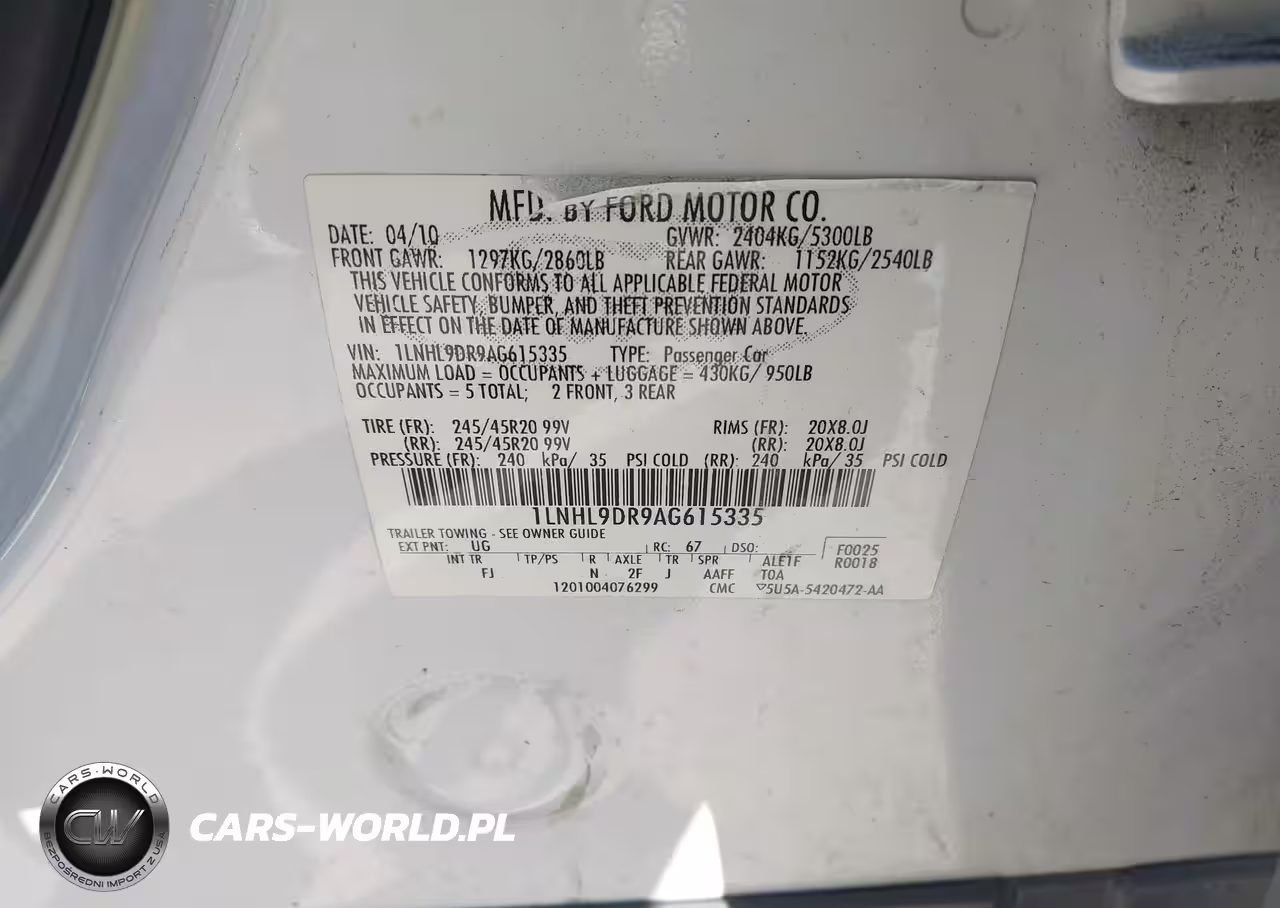 MFD. BY FORD MOTOR CO.
DATE: 04/10 GVWR: 2404KG/5300LB
FRONT GAWR: 1297KG/2860LB REAR GAWR: 1152KG/2540LB
THIS VEHICLE CONFORMS TO ALL APPLICABLE FEDERAL MOTOR
VEHICLE SAFETY, BUMPER, AND THEFT PREVENTION STANDARDS
IN EFFECT ON THE DATE OF MANUFACTURE SHOWN ABOVE.
VIN: 1LNHL9DR9AG615335 TYPE: Passenger Car
MAXIMUM LOAD = OCCUPANTS + LUGGAGE = 430KG/ 950LB
OCCUPANTS = 5 TOTAL; 2 FRONT, 3 REAR
TIRE (FR): 245/45R20 99V RIMS (FR): 20X8.0J
(RR): 245/45R20 99V (RR): 20X8.0J
PRESSURE (FR): 240 kPa/ 35 PSI COLD (RR): 240 kPa/ 35 PSI COLD
1LNHL9DR9AG615335
TRAILER TOWING - SEE OWNER GUIDE
EXT PNT: UG RC: 67 DSO: F0025
INT TR TP/PS R AXLE TR SPR ALE1F R0018
FJ N 2F J AAFF T0A
1201004076299 CMC 5U5A-5420472-AA
CARS-WORLD
CW
BEZPOŚREDNI IMPORT Z USA
CARS-WORLD.PL